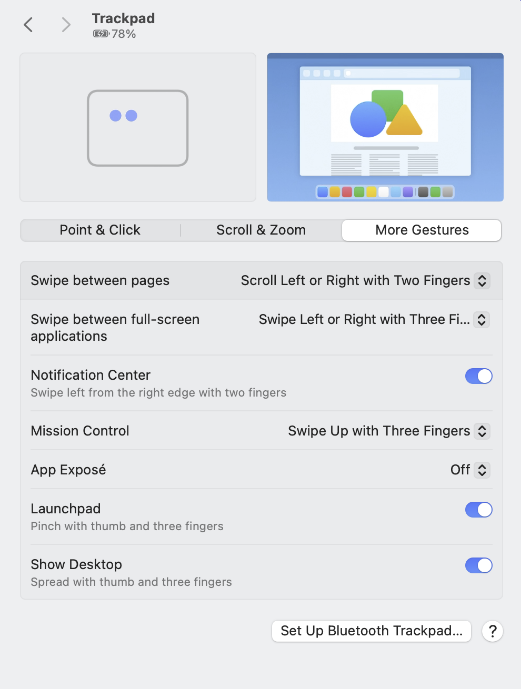 Trackpad
78%
Point & Click
Scroll & Zoom
More Gestures
Swipe between pages
Scroll Left or Right with Two Fingers
Swipe between full-screen
applications
Swipe Left or Right with Three Fi...
Notification Center
Swipe left from the right edge with two fingers
Mission Control
Swipe Up with Three Fingers
App Exposé
Off
Launchpad
Pinch with thumb and three fingers
Show Desktop
Spread with thumb and three fingers
Set Up Bluetooth Trackpad...
?